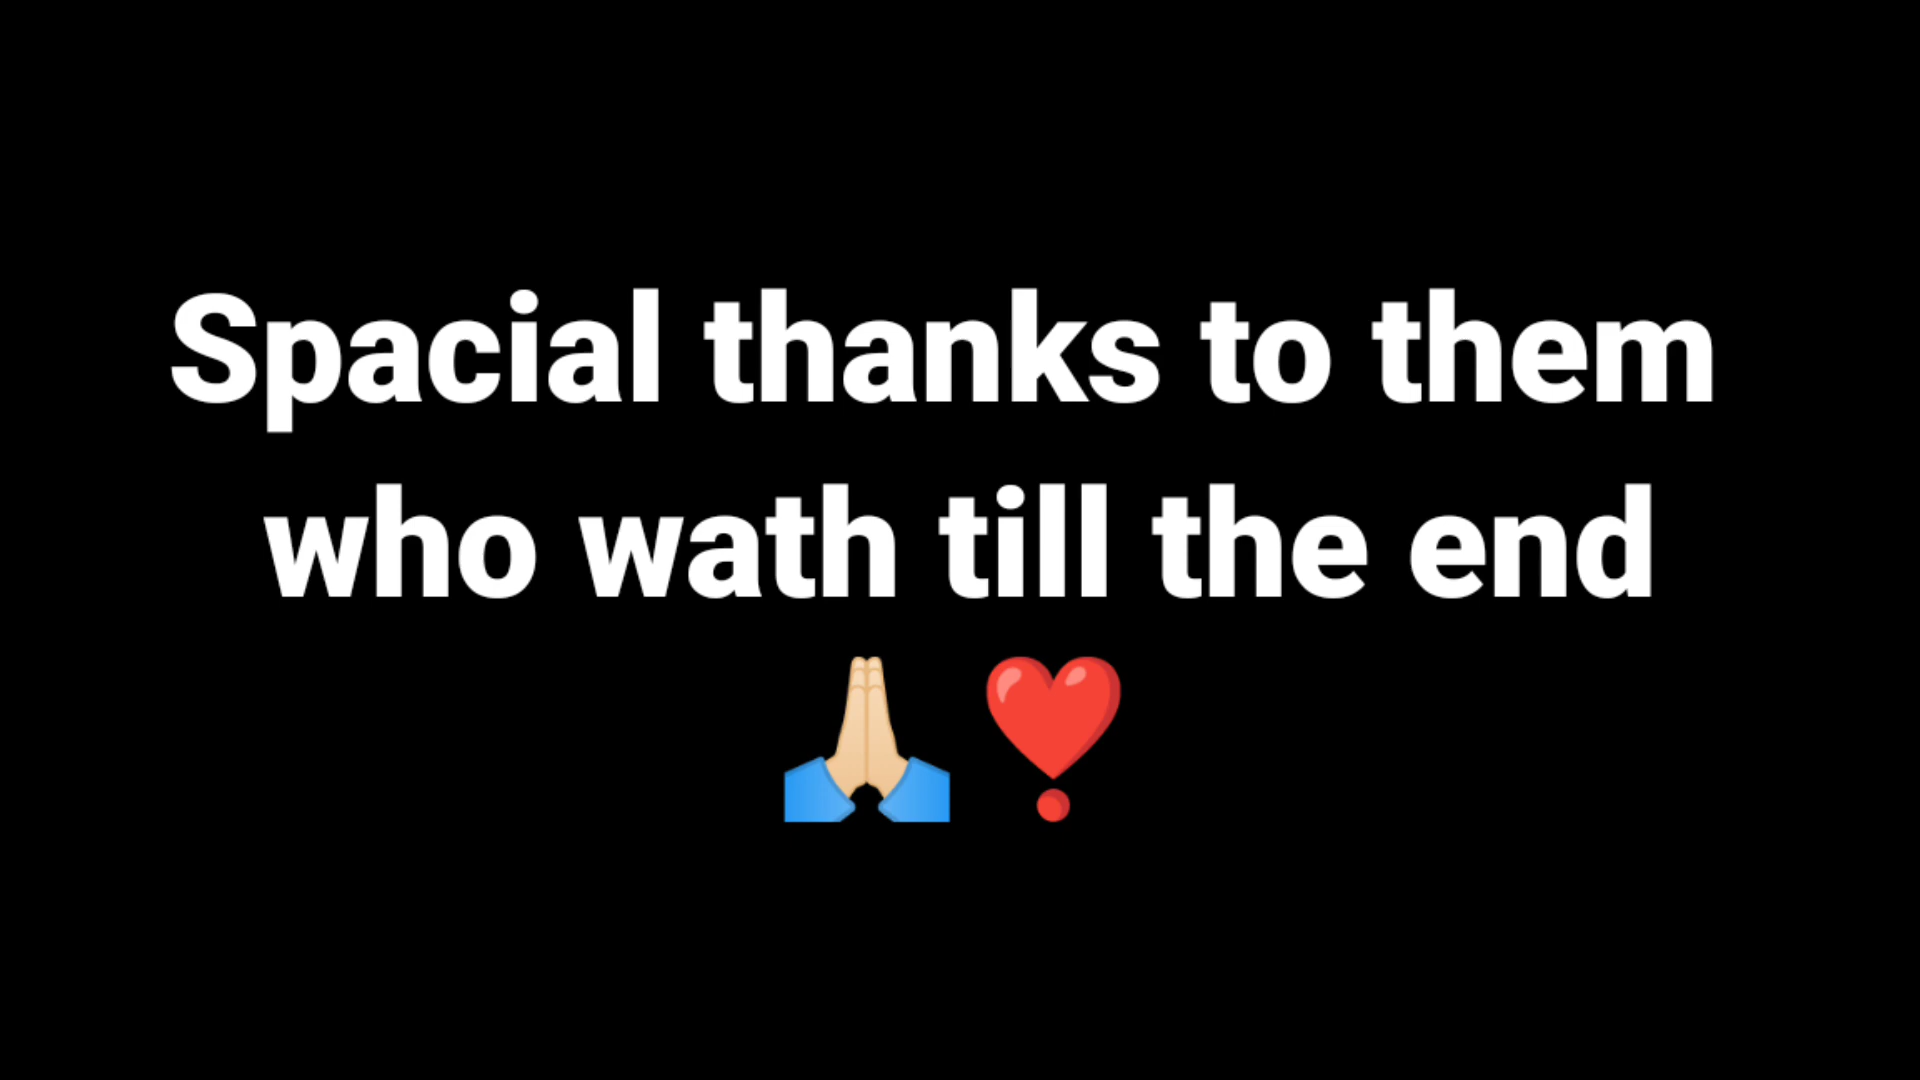 Spacial thanks to them
who wath till the end
🙏🏼❣️